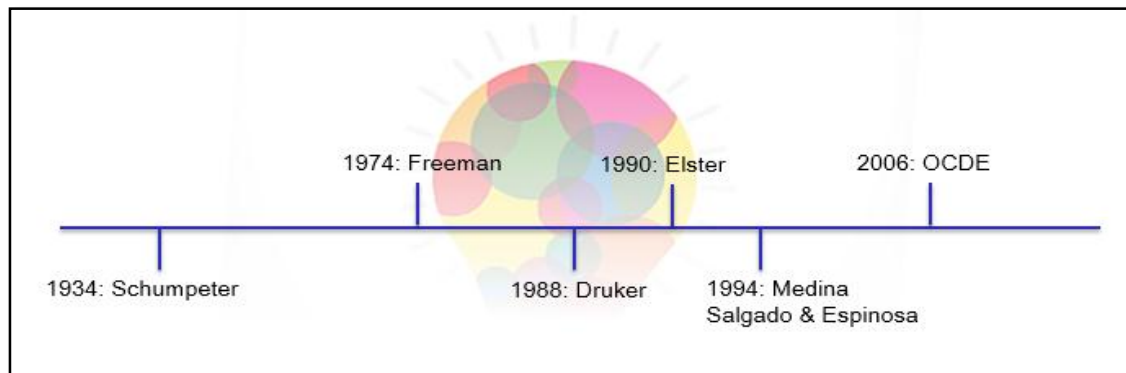 1974: Freeman
1990: Elster
2006: OCDE
1934: Schumpeter
1988: Druker
1994: Medina
Salgado & Espinosa